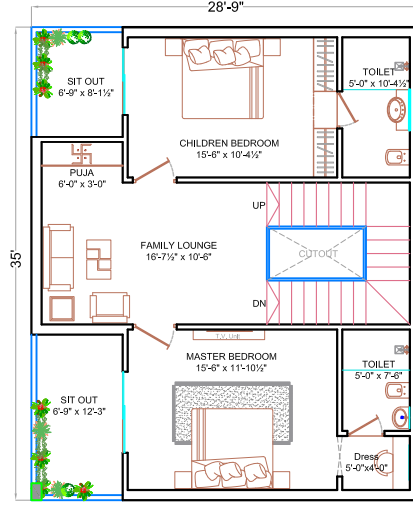 28'-9"
35'
SIT OUT
6'-9" x 8'-1½"
TOILET
5'-0" x 10'-4½"
CHILDREN BEDROOM
15'-6" x 10'-4½"
PUJA
6'-0" x 3'-0"
UP
FAMILY LOUNGE
16'-7½" x 10'-6"
CUTOUT
DN
T.V. Unit
MASTER BEDROOM
15'-6" x 11'-10½"
TOILET
5'-0" x 7'-6"
SIT OUT
6'-9" x 12'-3"
Dress
5'-0"x4'-0"